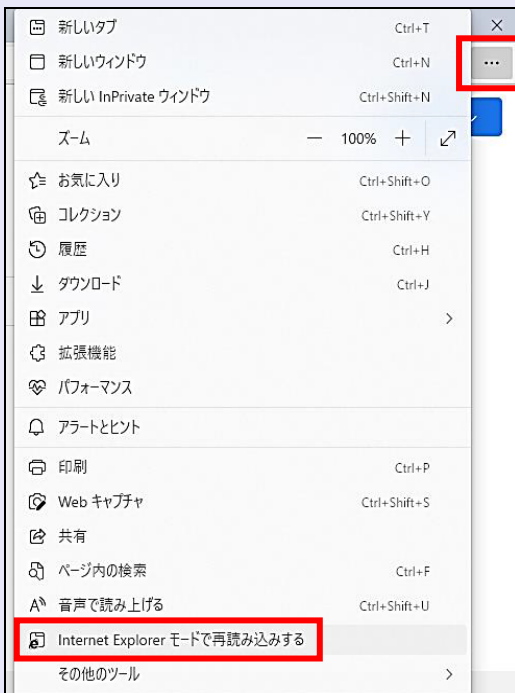 新しいタブ Ctrl+T
新しいウィンドウ Ctrl+N
新しい InPrivate ウィンドウ Ctrl+Shift+N
ズーム 100%
お気に入り Ctrl+Shift+O
コレクション Ctrl+Shift+Y
履歴 Ctrl+H
ダウンロード Ctrl+J
アプリ
拡張機能
パフォーマンス
アラートとヒント
印刷 Ctrl+P
Web キャプチャ Ctrl+Shift+S
共有
ページ内の検索 Ctrl+F
音声で読み上げる Ctrl+Shift+U
Internet Explorer モードで再読み込みする
その他のツール